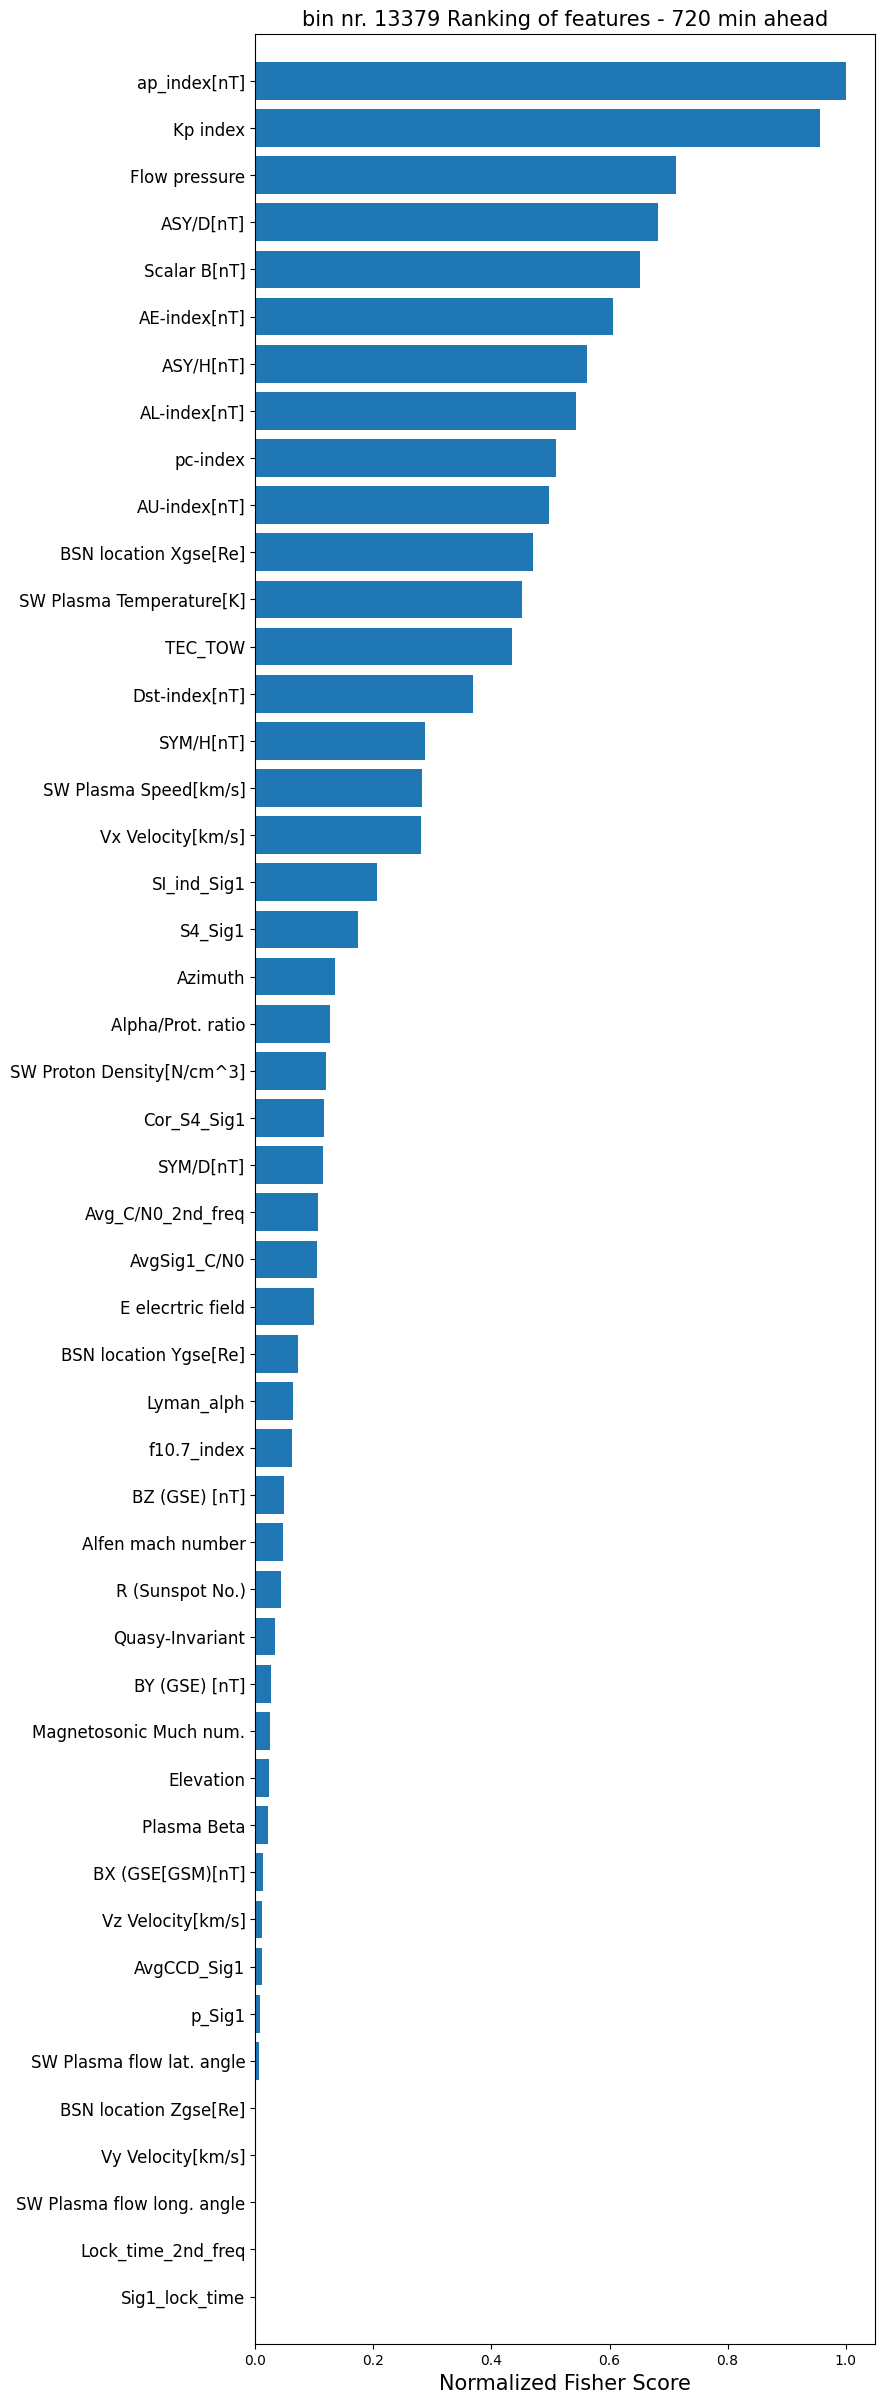 bin nr. 13379 Ranking of features - 720 min ahead
ap_index[nT]
Kp index
Flow pressure
ASY/D[nT]
Scalar B[nT]
AE-index[nT]
ASY/H[nT]
AL-index[nT]
pc-index
AU-index[nT]
BSN location Xgse[Re]
SW Plasma Temperature[K]
TEC_TOW
Dst-index[nT]
SYM/H[nT]
SW Plasma Speed[km/s]
Vx Velocity[km/s]
SI_ind_Sig1
S4_Sig1
Azimuth
Alpha/Prot. ratio
SW Proton Density[N/cm^3]
Cor_S4_Sig1
SYM/D[nT]
Avg_C/N0_2nd_freq
AvgSig1_C/N0
E elecrtric field
BSN location Ygse[Re]
Lyman_alph
f10.7_index
BZ (GSE) [nT]
Alfen mach number
R (Sunspot No.)
Quasy-Invariant
BY (GSE) [nT]
Magnetosonic Much num.
Elevation
Plasma Beta
BX (GSE[GSM)[nT]
Vz Velocity[km/s]
AvgCCD_Sig1
p_Sig1
SW Plasma flow lat. angle
BSN location Zgse[Re]
Vy Velocity[km/s]
SW Plasma flow long. angle
Lock_time_2nd_freq
Sig1_lock_time
0.0 0.2 0.4 0.6 0.8 1.0
Normalized Fisher Score